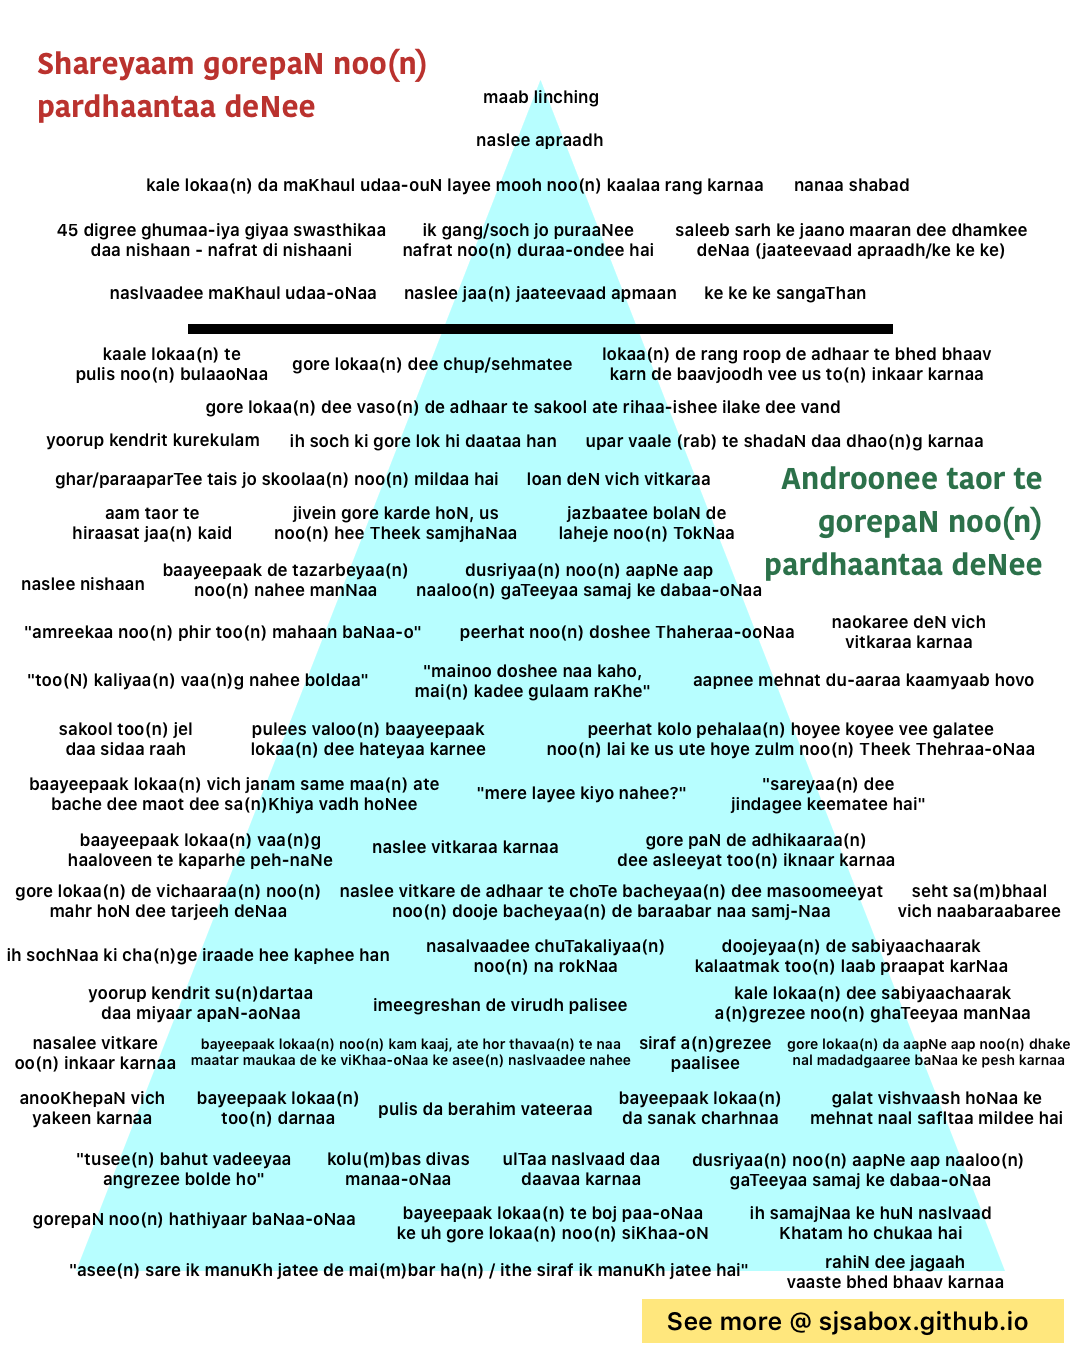 Shareyaam gorepaN noo(n)
pardhaantaa deNee
maab linching
naslee apraadh
kale lokaa(n) da maKhaul udaa-ouN layee mooh noo(n) kaalaa rang karnaa
nanaa shabad
45 digree ghumaa-iya giyaa swasthikaa
daa nishaan - nafrat di nishaani
ik gang/soch jo puraaNee
nafrat noo(n) duraa-ondee hai
saleeb sarh ke jaano maaran dee dhamkee
deNaa (jaateevaad apraadh/ke ke ke)
naslvaadee maKhaul udaa-oNaa
naslee jaa(n) jaateevaad apmaan
ke ke ke sangaThan
kaale lokaa(n) te
pulis noo(n) bulaaoNaa
gore lokaa(n) dee chup/sehmatee
lokaa(n) de rang roop de adhaar te bhed bhaav
karn de baavjoodh vee us to(n) inkaar karnaa
gore lokaa(n) dee vaso(n) de adhaar te sakool ate rihaa-ishee ilake dee vand
yoorup kendrit kurekulam
ih soch ki gore lok hi daataa han
upar vaale (rab) te shadaN daa dhao(n)g karnaa
ghar/paraaparTee tais jo skoolaa(n) noo(n) mildaa hai
loan deN vich vitkaraa
Androonee taor te
gorepaN noo(n)
pardhaantaa deNee
aam taor te
hiraasat jaa(n) kaid
jivein gore karde hoN, us
noo(n) hee Theek samjhaNaa
jazbaatee bolaN de
laheje noo(n) TokNaa
naslee nishaan
baayeepaak de tazarbeyaa(n)
noo(n) nahee manNaa
dusriyaa(n) noo(n) aapNe aap
naaloo(n) gaTeeyaa samaj ke dabaa-oNaa
"amreekaa noo(n) phir too(n) mahaan baNaa-o"
peerhat noo(n) doshee Thaheraa-ooNaa
naokaree deN vich
vitkaraa karnaa
"too(N) kaliyaa(n) vaa(n)g nahee boldaa"
"mainoo doshee naa kaho,
mai(n) kadee gulaam raKhe"
aapnee mehnat du-aaraa kaamyaab hovo
sakool too(n) jel
daa sidaa raah
pulees valoo(n) baayeepaak
lokaa(n) dee hateyaa karnee
peerhat kolo pehalaa(n) hoyee koyee vee galatee
noo(n) lai ke us ute hoye zulm noo(n) Theek Thehraa-oNaa
baayeepaak lokaa(n) vich janam same maa(n) ate
bache dee maot dee sa(n)Khiya vadh hoNee
"mere layee kiyo nahee?"
"sareyaa(n) dee
jindagee keematee hai"
baayeepaak lokaa(n) vaa(n)g
haaloveen te kaparhe peh-naNe
naslee vitkaraa karnaa
gore paN de adhikaaraa(n)
dee asleeyat too(n) iknaar karnaa
gore lokaa(n) de vichaaraa(n) noo(n)
mahr hoN dee tarjeeh deNaa
naslee vitkare de adhaar te choTe bacheyaa(n) dee masoomeeyat
noo(n) dooje bacheyaa(n) de baraabar naa samj-Naa
seht sa(m)bhaal
vich naabaraabaree
ih sochNaa ki cha(n)ge iraade hee kaphee han
nasalvaadee chuTakaliyaa(n)
noo(n) na rokNaa
doojeyaa(n) de sabiyaachaarak
kalaatmak too(n) laab praapat karNaa
yoorup kendrit su(n)dartaa
daa miyaar apaN-aoNaa
imeegreshan de virudh palisee
kale lokaa(n) dee sabiyaachaarak
a(n)grezee noo(n) ghaTeeyaa manNaa
nasalee vitkare
oo(n) inkaar karnaa
bayeepaak lokaa(n) noo(n) kam kaaj, ate hor thavaa(n) te naa
maatar maukaa de ke viKhaa-oNaa ke asee(n) naslvaadee nahee
siraf a(n)grezee
paalisee
gore lokaa(n) da aapNe aap noo(n) dhake
nal madadgaaree baNaa ke pesh karnaa
anooKhepaN vich
yakeen karnaa
bayeepaak lokaa(n)
too(n) darnaa
pulis da berahim vateeraa
bayeepaak lokaa(n)
da sanak charhnaa
galat vishvaash hoNaa ke
mehnat naal safltaa mildee hai
"tusee(n) bahut vadeeyaa
angrezee bolde ho"
kolu(m)bas divas
manaa-oNaa
ulTaa naslvaad daa
daavaa karnaa
dusriyaa(n) noo(n) aapNe aap naaloo(n)
gaTeeyaa samaj ke dabaa-oNaa
gorepaN noo(n) hathiyaar baNaa-oNaa
bayeepaak lokaa(n) te boj paa-oNaa
ke uh gore lokaa(n) noo(n) siKhaa-oN
ih samajNaa ke huN naslvaad
Khatam ho chukaa hai
"asee(n) sare ik manuKh jatee de mai(m)bar ha(n) / ithe siraf ik manuKh jatee hai"
rahiN dee jagaah
vaaste bhed bhaav karnaa
See more @ sjsabox.github.io